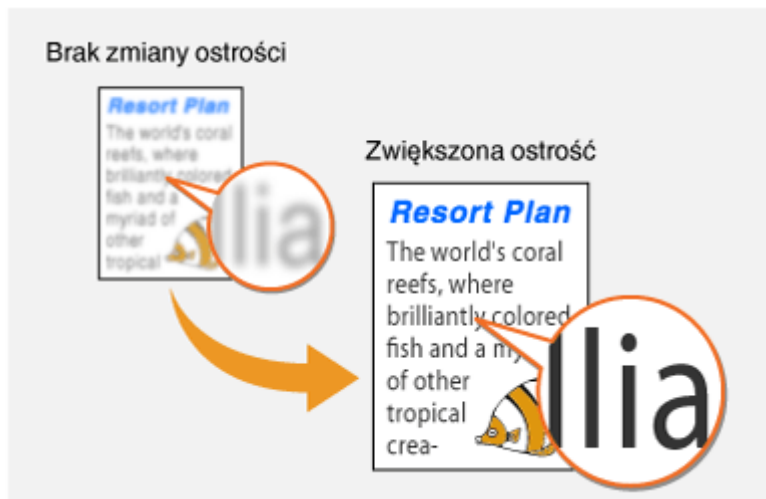 Brak zmiany ostrości
Resort Plan
The world's coral
reefs, where
brilliantly colored
fish and a
myriad of
other
tropical
llia
Zwiększona ostrość
Resort Plan
The world's coral
reefs, where
brilliantly colored
fish and a my
of other
tropical
crea-
llia